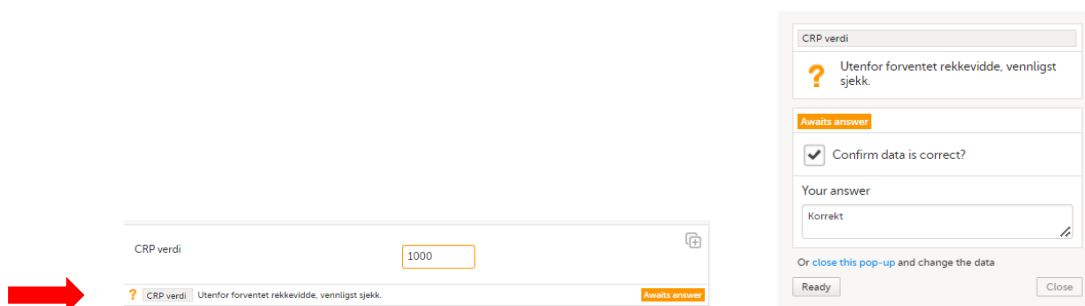 CRP verdi
1000
? CRP verdi Utenfor forventet rekkevidde, vennligst sjekk. Awaits answer
CRP verdi
? Utenfor forventet rekkevidde, vennligst
sjekk.
Awaits answer
Confirm data is correct?
Your answer
Korrekt
Or close this pop-up and change the data
Ready Close